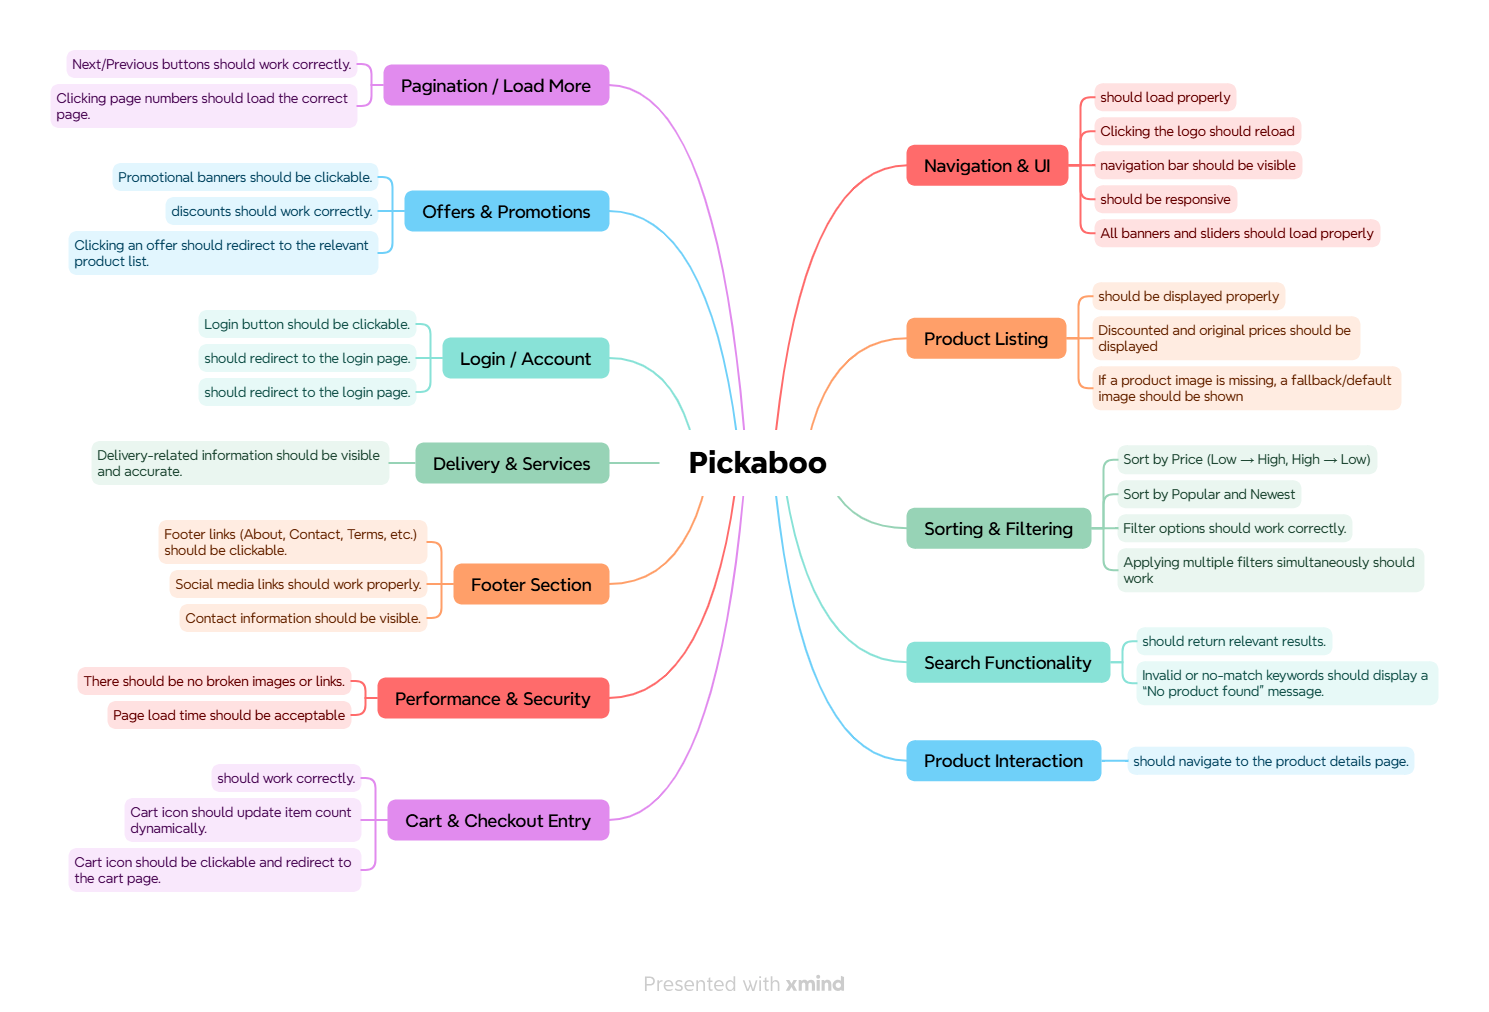 Pickaboo
Navigation & UI
should load properly
Clicking the logo should reload
navigation bar should be visible
should be responsive
All banners and sliders should load properly
Product Listing
should be displayed properly
Discounted and original prices should be
displayed
If a product image is missing, a fallback/default
image should be shown
Sorting & Filtering
Sort by Price (Low → High, High → Low)
Sort by Popular and Newest
Filter options should work correctly.
Applying multiple filters simultaneously should
work
Search Functionality
should return relevant results.
Invalid or no-match keywords should display a
“No product found” message.
Product Interaction
should navigate to the product details page.
Pagination / Load More
Next/Previous buttons should work correctly.
Clicking page numbers should load the correct
page.
Offers & Promotions
Promotional banners should be clickable.
discounts should work correctly.
Clicking an offer should redirect to the relevant
product list.
Login / Account
Login button should be clickable.
should redirect to the login page.
should redirect to the login page.
Delivery & Services
Delivery-related information should be visible
and accurate.
Footer Section
Footer links (About, Contact, Terms, etc.)
should be clickable.
Social media links should work properly.
Contact information should be visible.
Performance & Security
There should be no broken images or links.
Page load time should be acceptable
Cart & Checkout Entry
should work correctly.
Cart icon should update item count
dynamically.
Cart icon should be clickable and redirect to
the cart page.
Presented with xmind